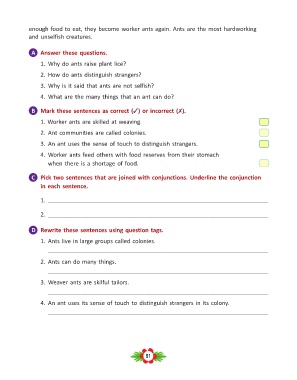 enough food to eat, they become worker ants again. Ants are the most hardworking
and unselfish creatures.
A Answer these questions.
1. Why do ants raise plant lice?
2. How do ants distinguish strangers?
3. Why is it said that ants are not selfish?
4. What are the many things that an ant can do?
B Mark these sentences as correct (✓) or incorrect (✗).
1. Worker ants are skilled at weaving.
2. Ant communities are called colonies.
3. An ant uses the sense of touch to distinguish strangers.
4. Worker ants feed others with food reserves from their stomach
when there is a shortage of food.
C Pick two sentences that are joined with conjunctions. Underline the conjunction
in each sentence.
1.
2.
D Rewrite these sentences using question tags.
1. Ants live in large groups called colonies.
2. Ants can do many things.
3. Weaver ants are skilful tailors.
4. An ant uses its sense of touch to distinguish strangers in its colony.
91